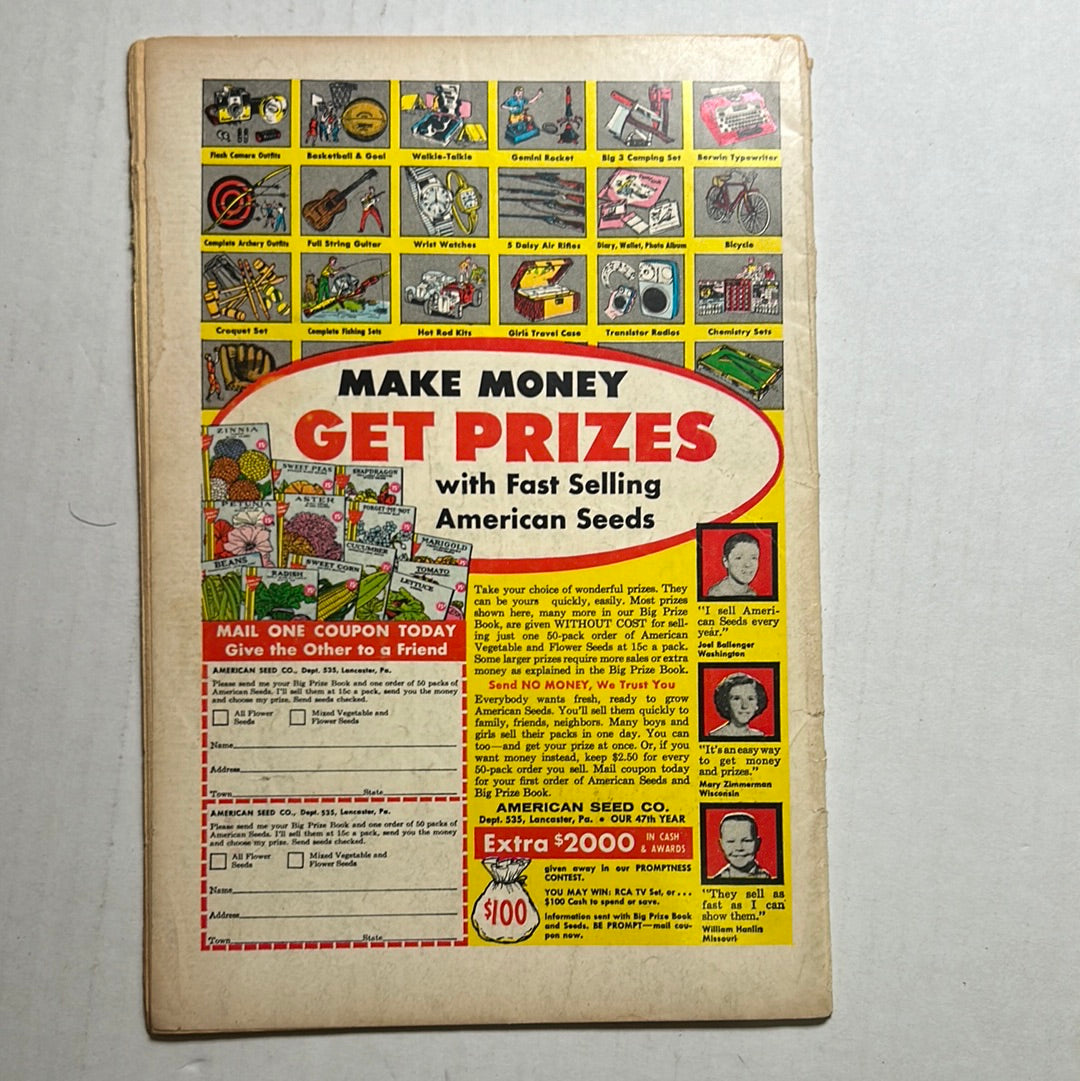 Flash Camera Outfits
Basketball & Goal
Walkie-Talkie
Gemini Rocket
Big 3 Camping Set
Berwin Typewriter
Complete Archery Outfits
Full String Guitar
Wrist Watches
5 Daisy Air Rifles
Diary, Wallet, Photo Album
Bicycle
Croquet Set
Complete Fishing Sets
Hot Rod Kits
Girl's Travel Case
Transistor Radios
Chemistry Sets
MAKE MONEY
GET PRIZES
with Fast Selling
American Seeds
ZINNIA
15¢
SWEET PEAS
15¢
SNAPDRAGON
15¢
PETUNIA
15¢
ASTER
15¢
FORGET-ME-NOT
15¢
MARIGOLD
CUCUMBER
BEANS
RADISH
SWEET CORN
TOMATO
LETTUCE
15¢
MAIL ONE COUPON TODAY
Give the Other to a Friend
AMERICAN SEED CO., Dept. 535, Lancaster, Pa.
Please send me your Big Prize Book and one order of 50 packs of
American Seeds. I'll sell them at 15c a pack, send you the money
and choose my prize. Send seeds checked.
All Flower
Seeds
Mixed Vegetable and
Flower Seeds
Name
Address
Town State
AMERICAN SEED CO., Dept. 535, Lancaster, Pa.
Please send me your Big Prize Book and one order of 50 packs of
American Seeds. I'll sell them at 15c a pack, send you the money
and choose my prize. Send seeds checked.
All Flower
Seeds
Mixed Vegetable and
Flower Seeds
Name
Address
Town State
Take your choice of wonderful prizes. They
can be yours quickly, easily. Most prizes
shown here, many more in our Big Prize
Book, are given WITHOUT COST for sell-
ing just one 50-pack order of American
Vegetable and Flower Seeds at 15c a pack.
Some larger prizes require more sales or extra
money as explained in the Big Prize Book.
Send NO MONEY, We Trust You
Everybody wants fresh, ready to grow
American Seeds. You'll sell them quickly to
family, friends, neighbors. Many boys and
girls sell their packs in one day. You can
too—and get your prize at once. Or, if you
want money instead, keep $2.50 for every
50-pack order you sell. Mail coupon today
for your first order of American Seeds and
Big Prize Book.
AMERICAN SEED CO.
Dept. 535, Lancaster, Pa. • OUR 47th YEAR
Extra $2000 IN CASH
& AWARDS
$100
given away in our PROMPTNESS
CONTEST.
YOU MAY WIN: RCA TV Set, or . . .
$100 Cash to spend or save.
Information sent with Big Prize Book
and Seeds. BE PROMPT—mail cou-
pon now.
"I sell Ameri-
can Seeds every
year."
Joel Ballenger
Washington
"It's an easy way
to get money
and prizes."
Mary Zimmerman
Wisconsin
"They sell as
fast as I can
show them."
William Hanlin
Missouri